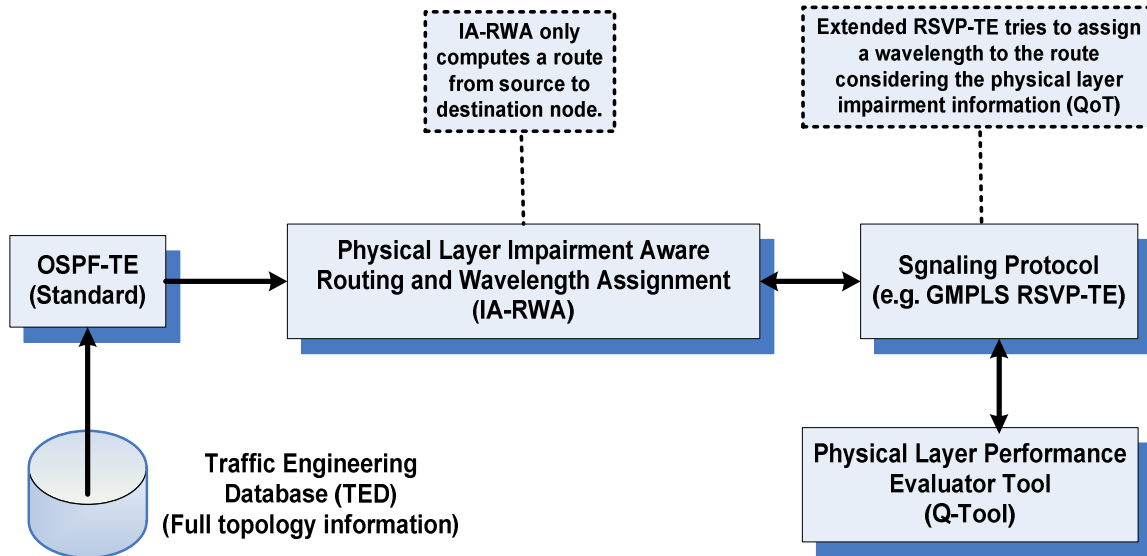 IA-RWA only
computes a route
from source to
destination node.
Extended RSVP-TE tries to assign
a wavelength to the route
considering the physical layer
impairment information (QoT)
OSPF-TE
(Standard)
Physical Layer Impairment Aware
Routing and Wavelength Assignment
(IA-RWA)
Sgnaling Protocol
(e.g. GMPLS RSVP-TE)
Traffic Engineering
Database (TED)
(Full topology information)
Physical Layer Performance
Evaluator Tool
(Q-Tool)